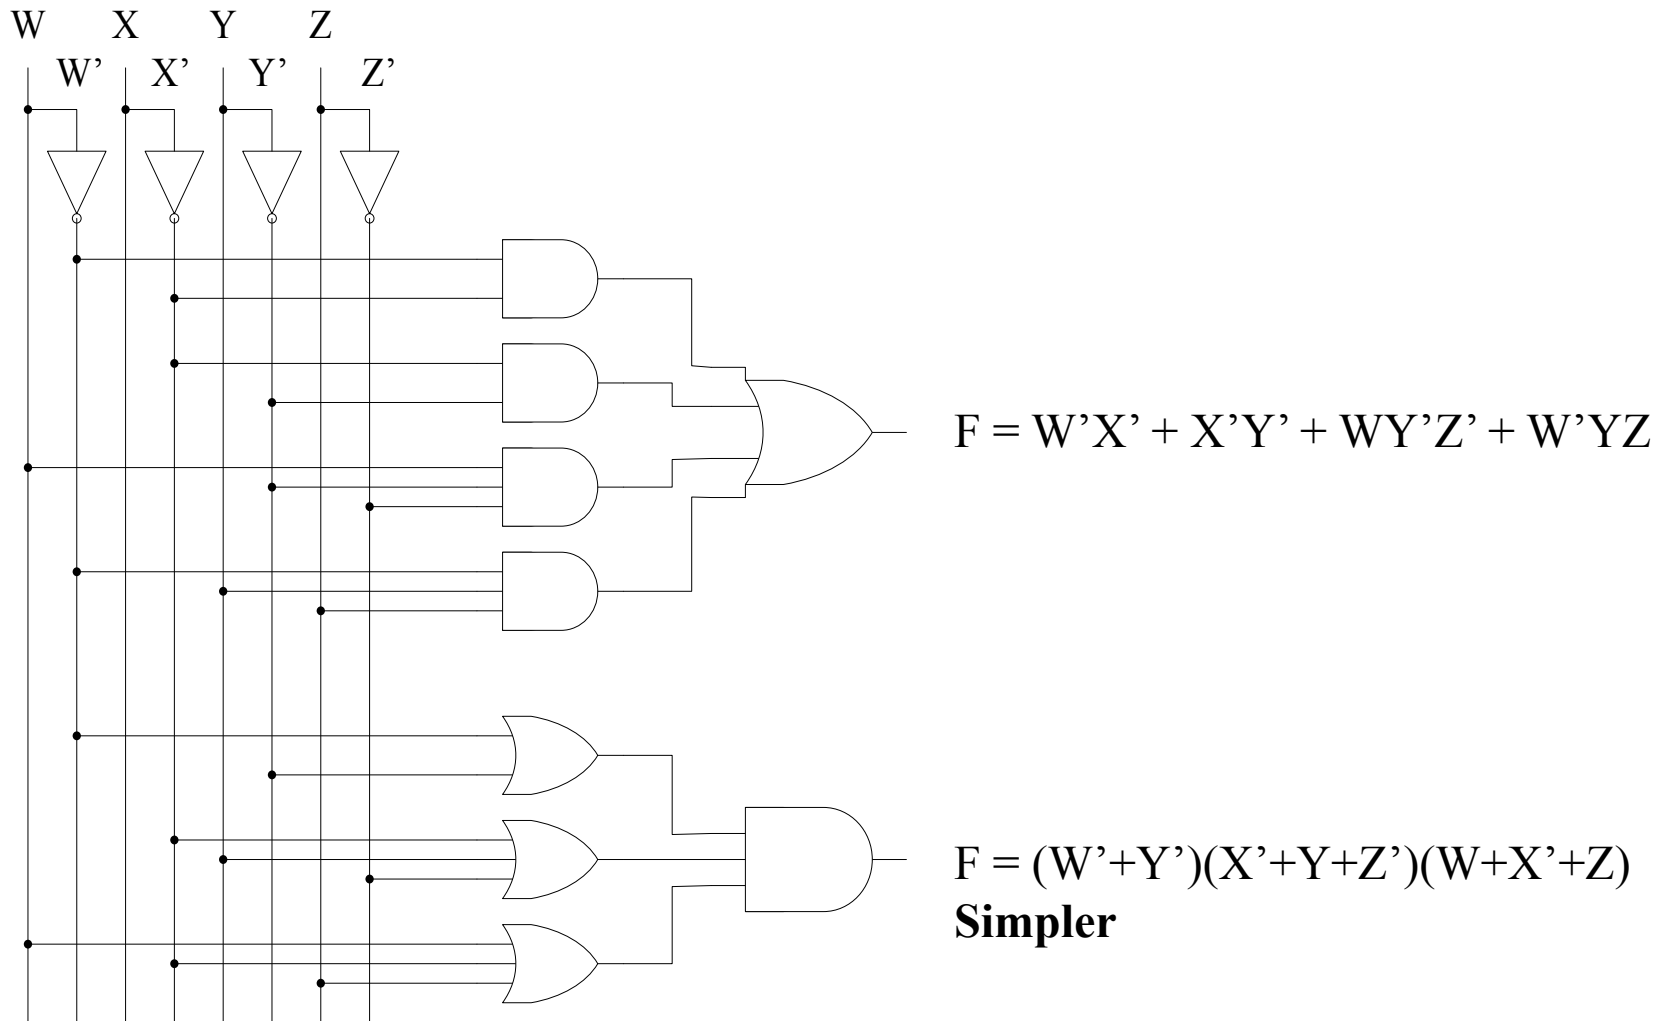 W X Y Z
W’ X’ Y’ Z’
F = W’X’ + X’Y’ + WY’Z’ + W’YZ
F = (W’+Y’)(X’+Y+Z’)(W+X’+Z)
Simpler